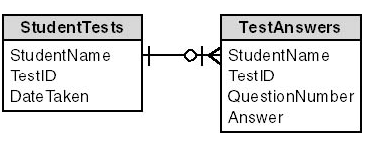 StudentTests
StudentName
TestID
DateTaken
TestAnswers
StudentName
TestID
QuestionNumber
Answer